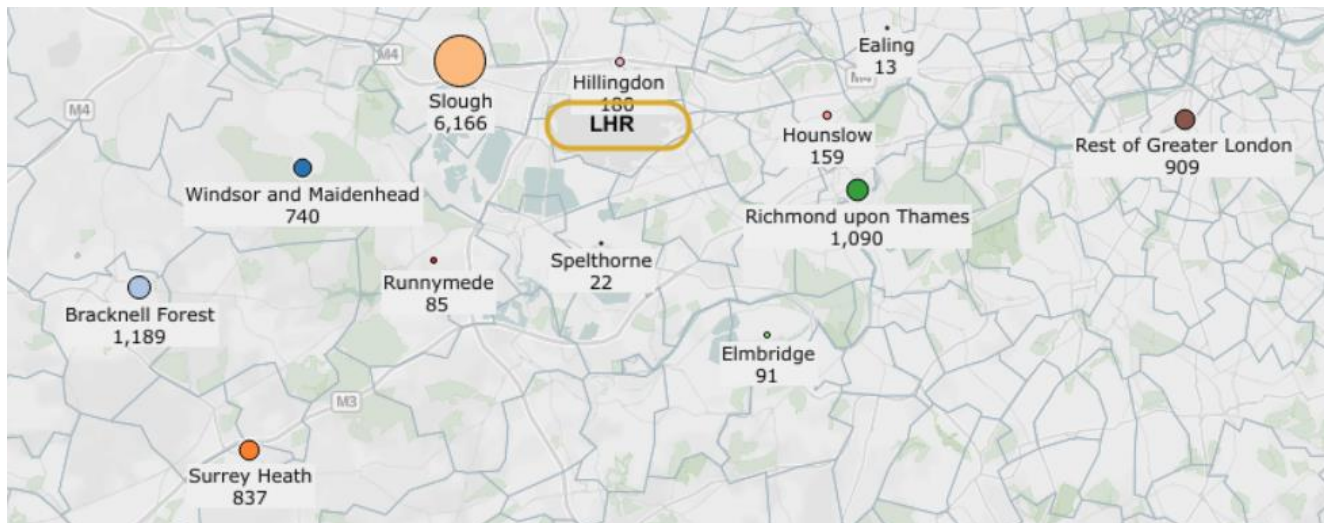 Ealing
13
M4
Slough
6,166
Hillingdon
180
LHR
M4
Hounslow
159
Rest of Greater London
909
Windsor and Maidenhead
740
Richmond upon Thames
1,090
Spelthorne
22
Runnymede
85
Bracknell Forest
1,189
Elmbridge
91
M3
Surrey Heath
837